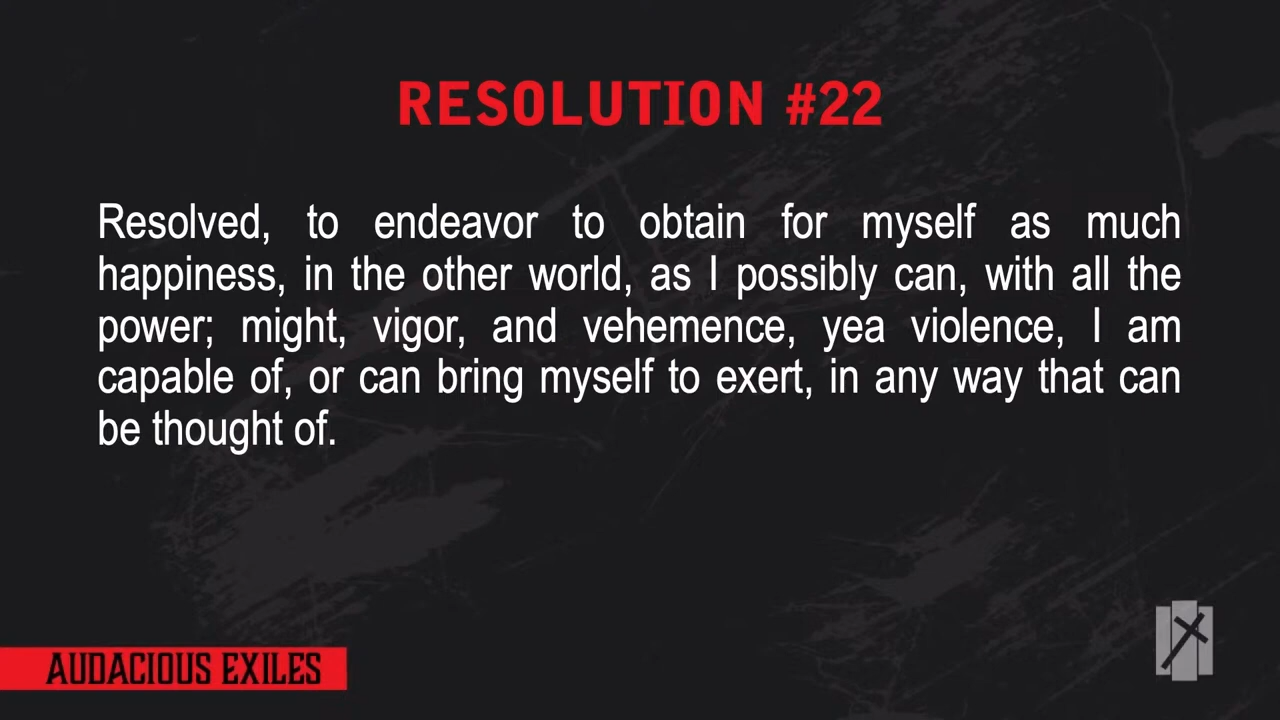 RESOLUTION #22
Resolved, to endeavor to obtain for myself as much
happiness, in the other world, as I possibly can, with all the
power; might, vigor, and vehemence, yea violence, I am
capable of, or can bring myself to exert, in any way that can
be thought of.
AUDACIOUS EXILES